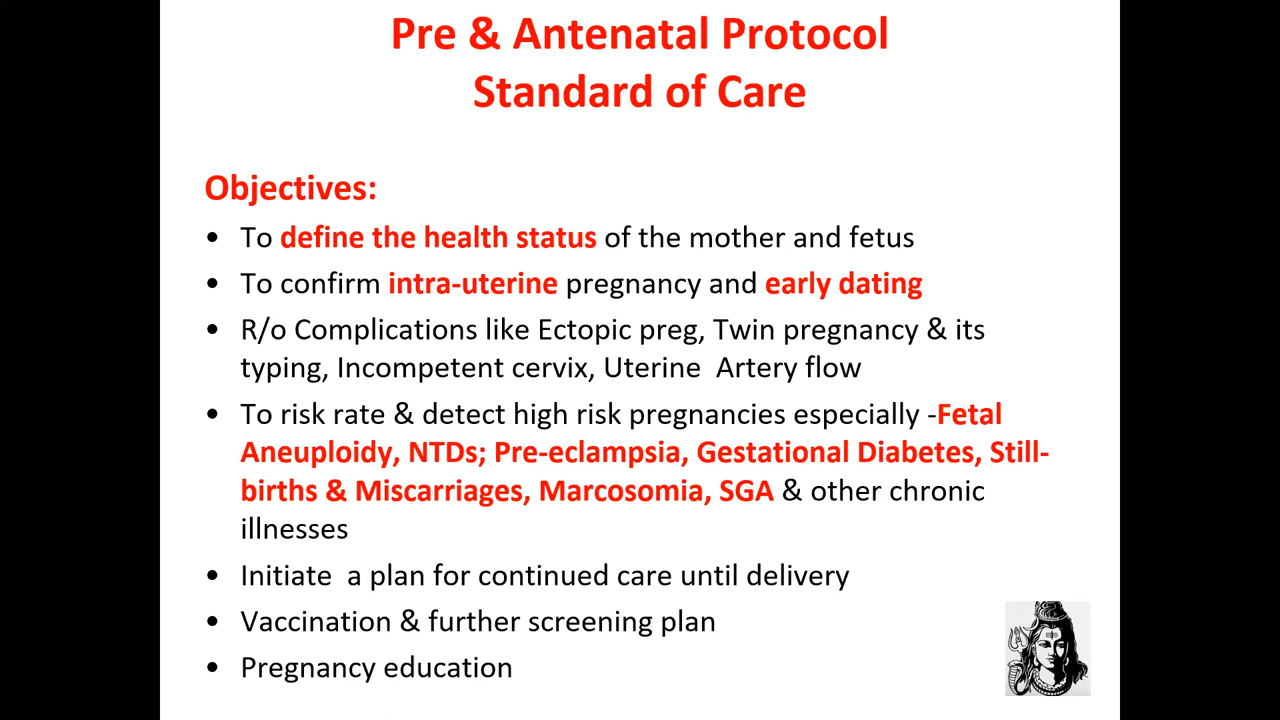 Pre & Antenatal Protocol
Standard of Care
Objectives:
• To define the health status of the mother and fetus
• To confirm intra-uterine pregnancy and early dating
• R/o Complications like Ectopic preg, Twin pregnancy & its
typing, Incompetent cervix, Uterine  Artery flow
• To risk rate & detect high risk pregnancies especially -Fetal
Aneuploidy, NTDs; Pre-eclampsia, Gestational Diabetes, Still-
births & Miscarriages, Marcosomia, SGA & other chronic
illnesses
• Initiate  a plan for continued care until delivery
• Vaccination & further screening plan
• Pregnancy education